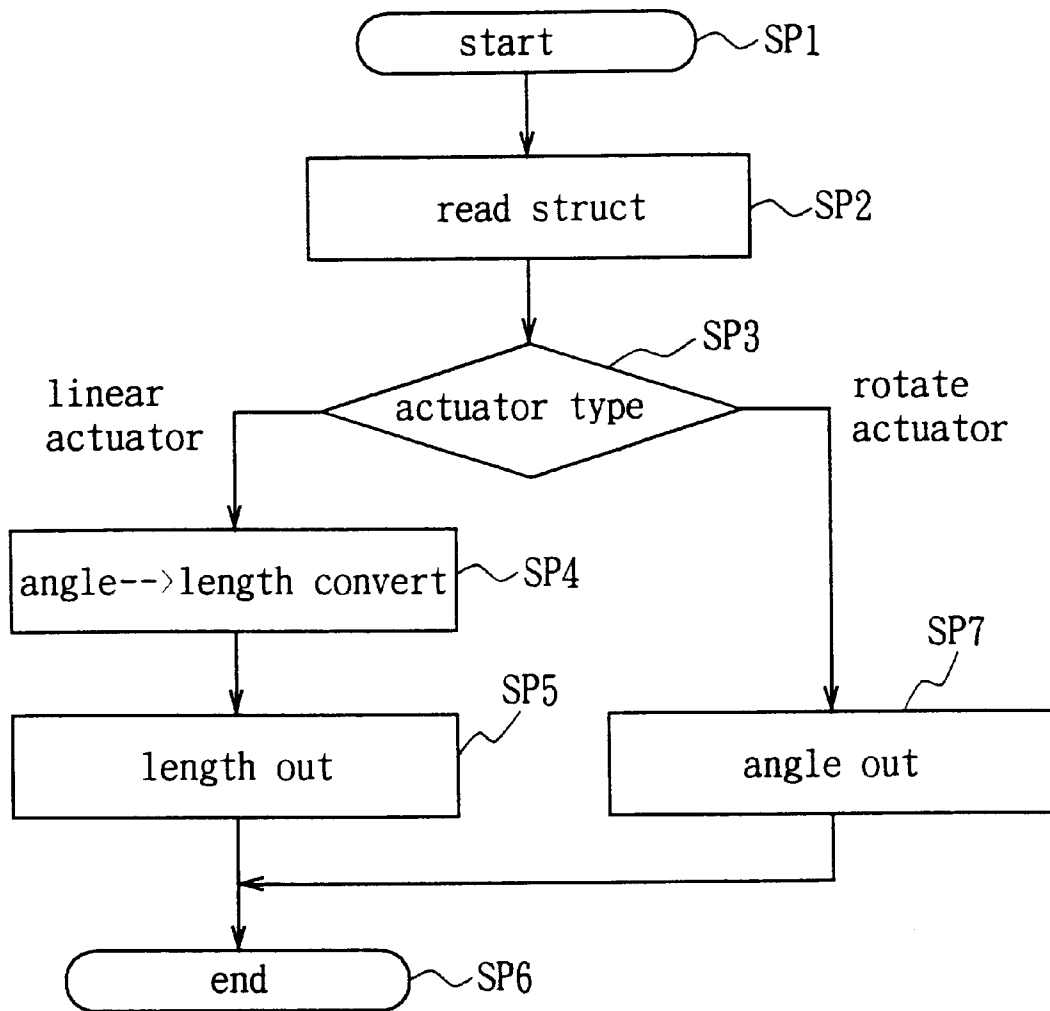 start
SP1
read struct
SP2
SP3
linear
actuator
actuator type
rotate
actuator
angle-->length convert
SP4
SP7
SP5
length out
angle out
end
SP6